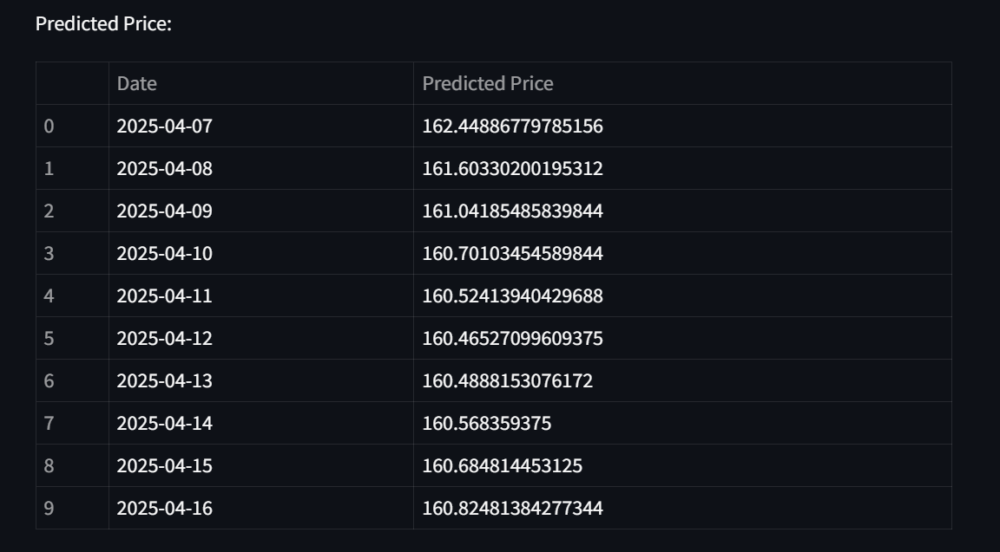 Predicted Price:
Date Predicted Price
0 2025-04-07 162.44886779785156
1 2025-04-08 161.60330200195312
2 2025-04-09 161.04185485839844
3 2025-04-10 160.70103454589844
4 2025-04-11 160.52413940429688
5 2025-04-12 160.46527099609375
6 2025-04-13 160.4888153076172
7 2025-04-14 160.568359375
8 2025-04-15 160.684814453125
9 2025-04-16 160.82481384277344